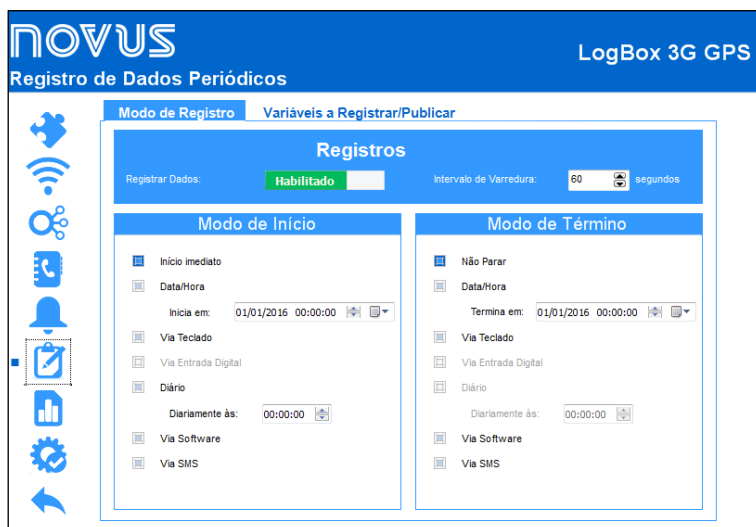 NOVUS
LogBox 3G GPS
Registro de Dados Periódicos
Modo de Registro Variáveis a Registrar/Publicar
Registros
Registrar Dados: Habilitado Intervalo de Varredura: 60 segundos
Modo de Início
Início imediato
Data/Hora
Inicia em: 01/01/2016 00:00:00
Via Teclado
Via Entrada Digital
Diário
Diariamente às: 00:00:00
Via Software
Via SMS
Modo de Término
Não Parar
Data/Hora
Termina em: 01/01/2016 00:00:00
Via Teclado
Via Entrada Digital
Diário
Diariamente às: 00:00:00
Via Software
Via SMS